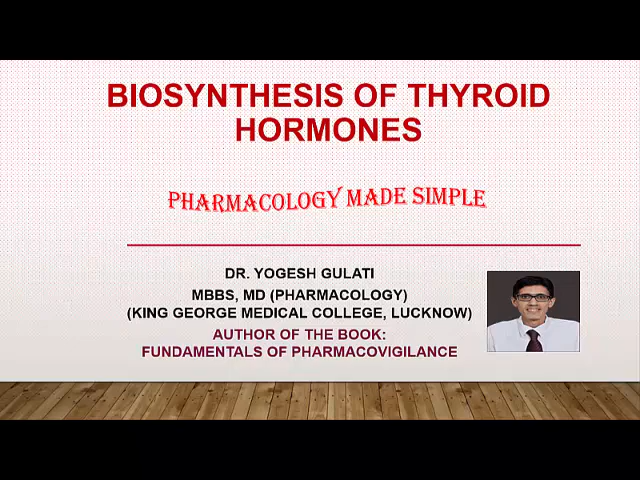 BIOSYNTHESIS OF THYROID
HORMONES
PHARMACOLOGY MADE SIMPLE
DR. YOGESH GULATI
MBBS, MD (PHARMACOLOGY)
(KING GEORGE MEDICAL COLLEGE, LUCKNOW)
AUTHOR OF THE BOOK:
FUNDAMENTALS OF PHARMACOVIGILANCE